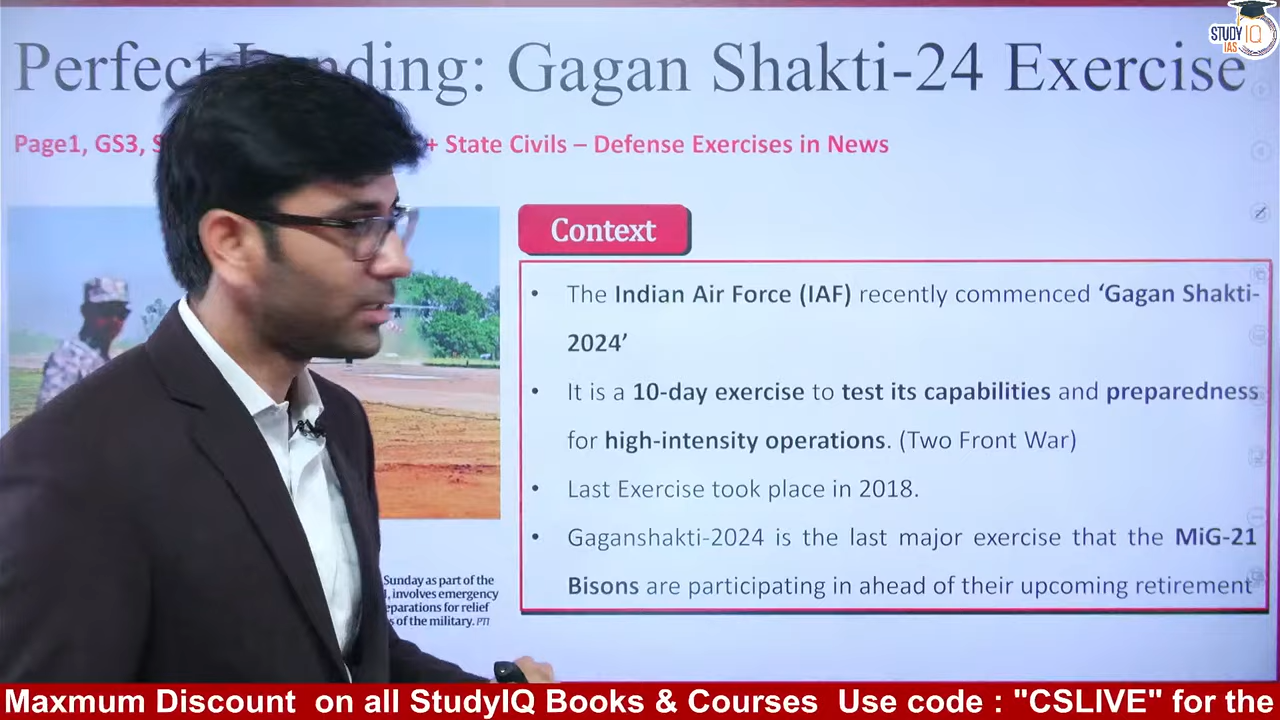 STUDY IQ
IAS
Perfect nding: Gagan Shakti-24 Exercise
Page1, GS3, + State Civils – Defense Exercises in News
Context
• The Indian Air Force (IAF) recently commenced ‘Gagan Shakti-
2024’
• It is a 10-day exercise to test its capabilities and preparedness
for high-intensity operations. (Two Front War)
• Last Exercise took place in 2018.
• Gaganshakti-2024 is the last major exercise that the MiG-21
Bisons are participating in ahead of their upcoming retirement
Sunday as part of the
involves emergency
for relief
of the military. PTI
Maxmum Discount on all StudyIQ Books & Courses Use code : "CSLIVE" for the